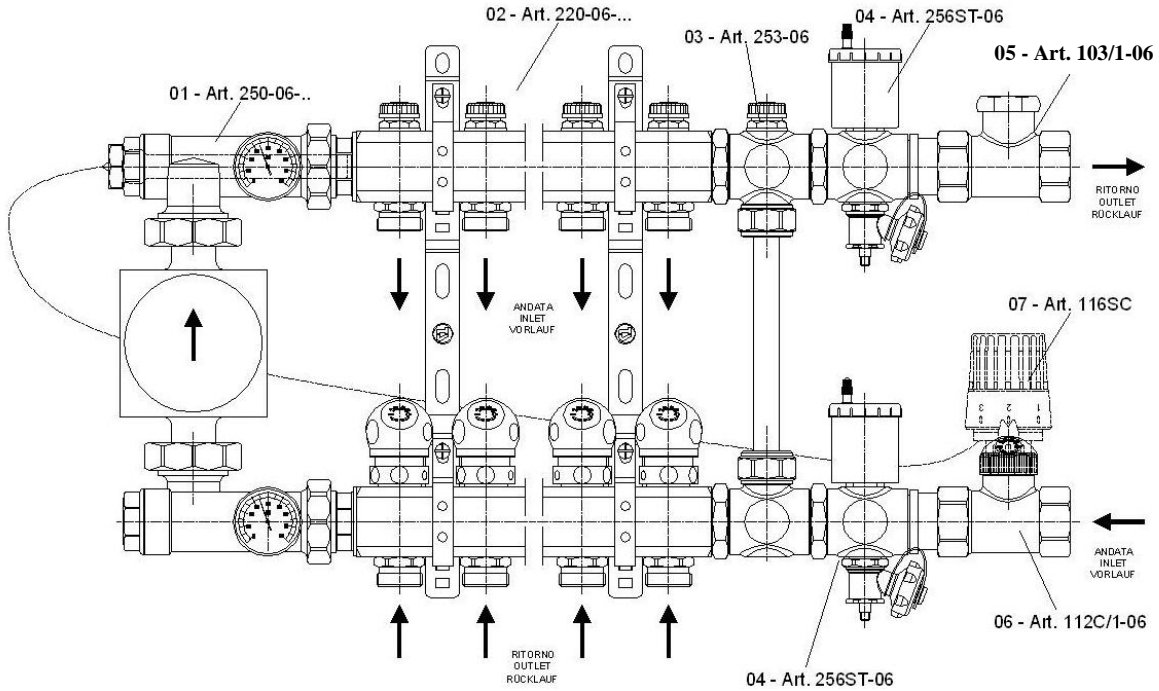 02 - Art. 220-06-...
04 - Art. 256ST-06
03 - Art. 253-06
05 - Art. 103/1-06
01 - Art. 250-06-..
RITORNO
OUTLET
RÜCKLAUF
ANDATA
INLET
VORLAUF
07 - Art. 116SC
3 2 1
ANDATA
INLET
VORLAUF
06 - Art. 112C/1-06
RITORNO
OUTLET
RÜCKLAUF
04 - Art. 256ST-06